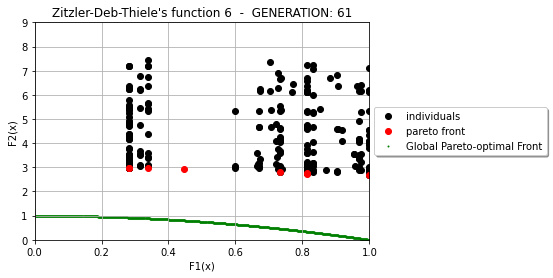 Zitzler-Deb-Thiele's function 6 - GENERATION: 61
9
8
7
6
5
4
3
2
1
0
F2(x)
0.0 0.2 0.4 0.6 0.8 1.0
F1(x)
individuals
pareto front
Global Pareto-optimal Front